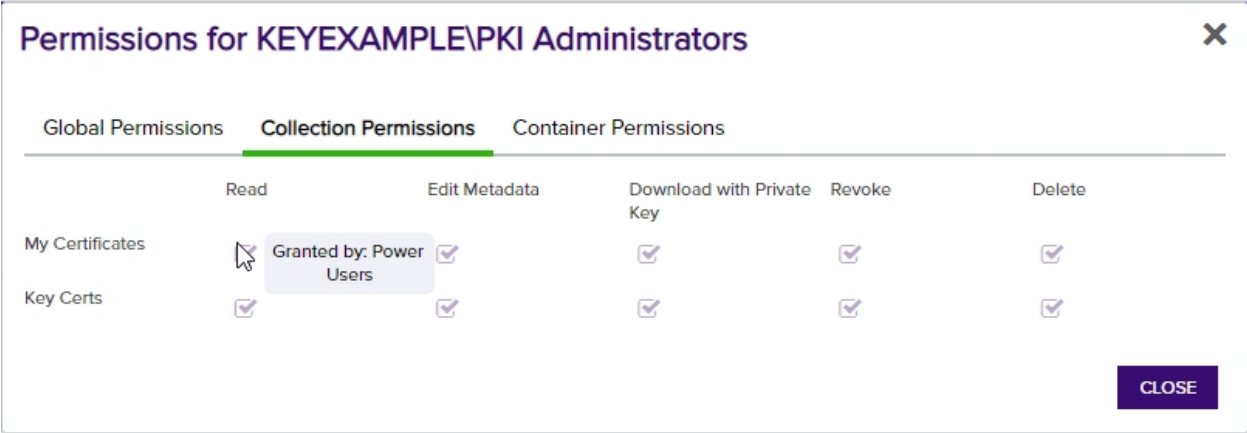 Permissions for KEYEXAMPLE\PKI Administrators
Global Permissions Collection Permissions Container Permissions
Read Edit Metadata Download with Private Revoke Delete
Key
My Certificates
Granted by: Power
Users
Key Certs
CLOSE